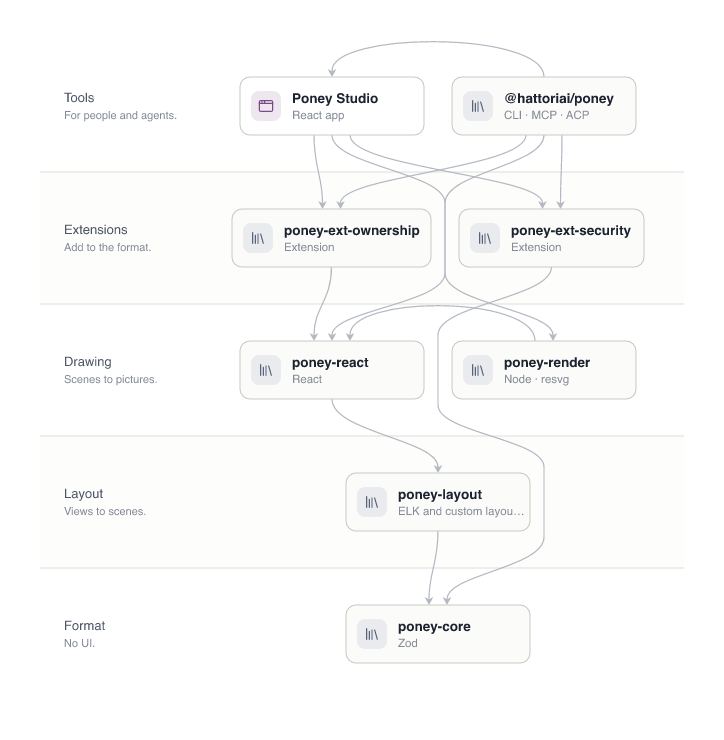 Tools
For people and agents.
Poney Studio
React app
@hattoriai/poney
CLI · MCP · ACP
Extensions
Add to the format.
poney-ext-ownership
Extension
poney-ext-security
Extension
Drawing
Scenes to pictures.
poney-react
React
poney-render
Node · resvg
Layout
Views to scenes.
poney-layout
ELK and custom layou…
Format
No UI.
poney-core
Zod